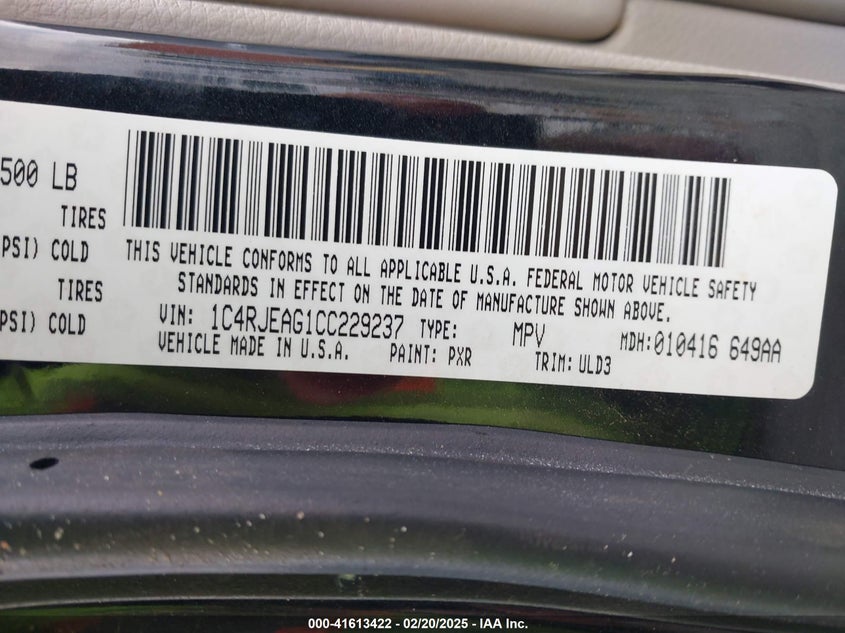 500 LB
TIRES
PSI) COLD
TIRES
PSI) COLD
THIS VEHICLE CONFORMS TO ALL APPLICABLE U.S.A. FEDERAL MOTOR VEHICLE SAFETY
STANDARDS IN EFFECT ON THE DATE OF MANUFACTURE SHOWN ABOVE.
VIN: 1C4RJEAG1CC229237 TYPE: MPV MDH:010416 649AA
VEHICLE MADE IN U.S.A. PAINT: PXR TRIM: ULD3
000-41613422 - 02/20/2025 - IAA Inc.